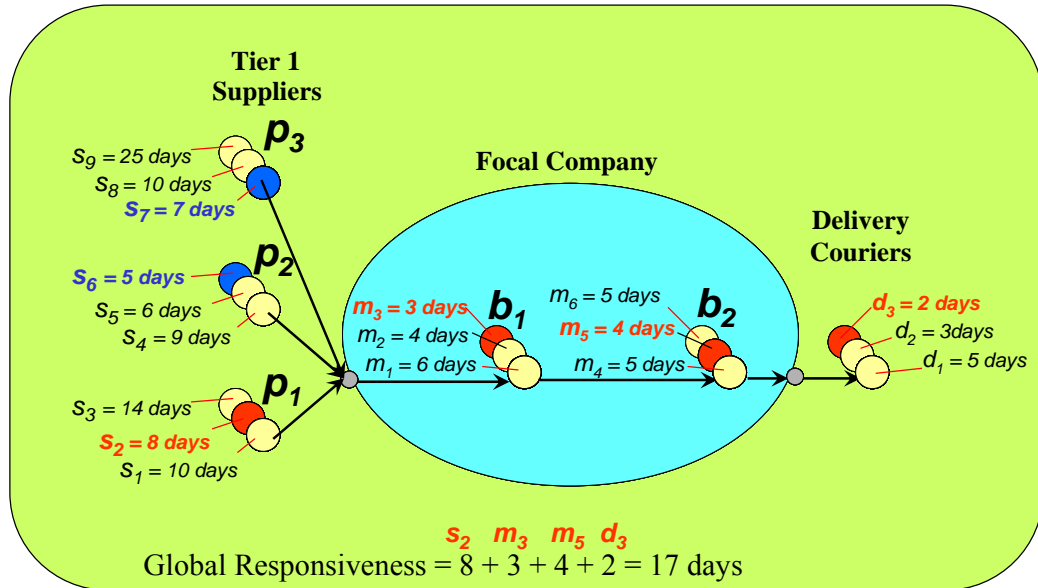 Tier 1
Suppliers
p3
s9 = 25 days
s8 = 10 days
s7 = 7 days
p2
s6 = 5 days
s5 = 6 days
s4 = 9 days
p1
s3 = 14 days
s2 = 8 days
s1 = 10 days
Focal Company
b1
m3 = 3 days
m2 = 4 days
m1 = 6 days
b2
m6 = 5 days
m5 = 4 days
m4 = 5 days
Delivery
Couriers
d3 = 2 days
d2 = 3days
d1 = 5 days
s2 m3 m5 d3
Global Responsiveness = 8 + 3 + 4 + 2 = 17 days